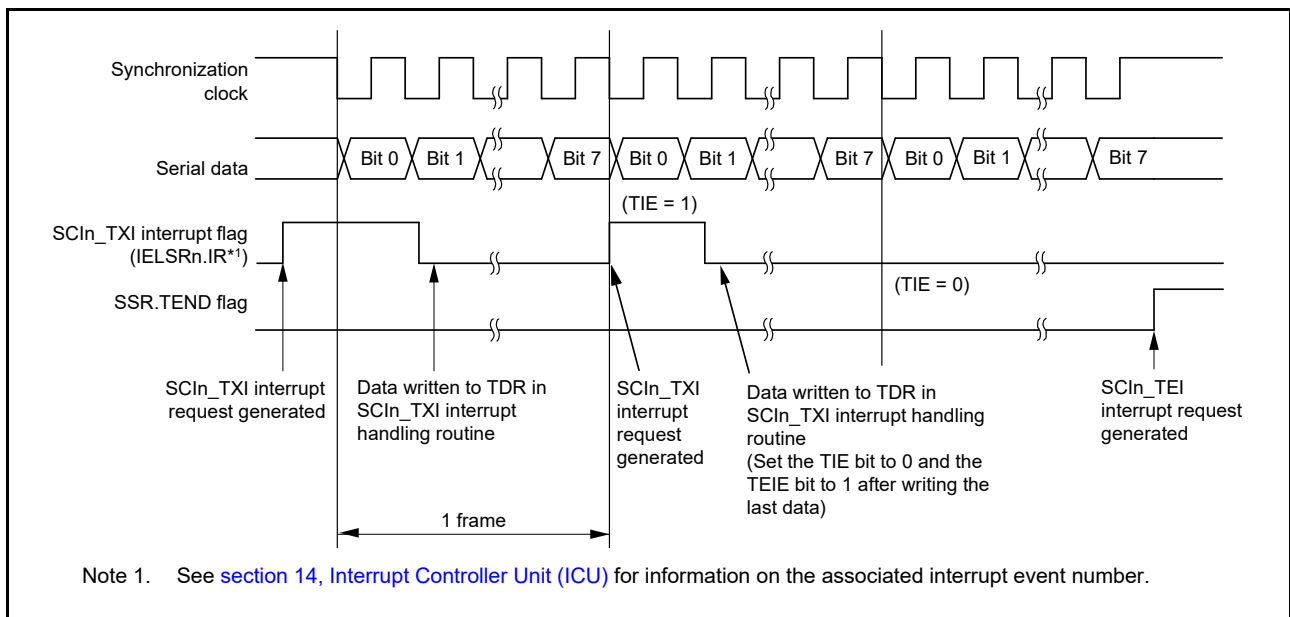 Synchronization
clock
Serial data
Bit 0 Bit 1 Bit 7 Bit 0 Bit 1 Bit 7 Bit 0 Bit 1 Bit 7
(TIE = 1)
SCIn_TXI interrupt flag
(IELSRn.IR*1)
(TIE = 0)
SSR.TEND flag
SCIn_TXI interrupt
request generated
Data written to TDR in
SCIn_TXI interrupt
handling routine
SCIn_TXI
interrupt
request
generated
Data written to TDR in
SCIn_TXI interrupt handling
routine
(Set the TIE bit to 0 and the
TEIE bit to 1 after writing the
last data)
SCIn_TEI
interrupt request
generated
1 frame
Note 1. See section 14, Interrupt Controller Unit (ICU) for information on the associated interrupt event number.